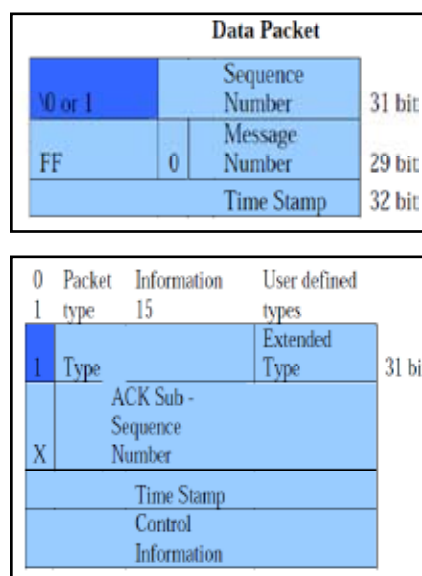 Data Packet
Sequence
\0 or 1 Number 31 bit
Message
FF 0 Number 29 bit
Time Stamp 32 bit
0 Packet Information User defined
1 type 15 types
Extended
1 Type Type 31 bi
ACK Sub -
Sequence
X Number
Time Stamp
Control
Information